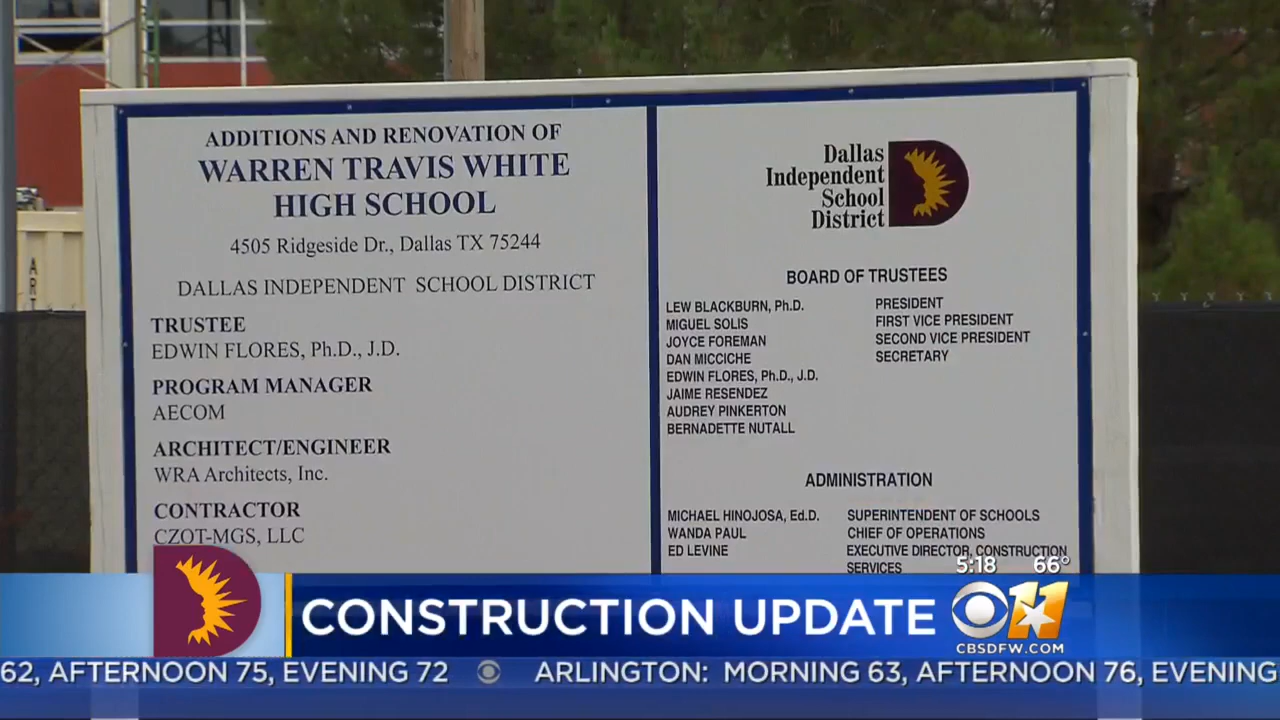 ADDITIONS AND RENOVATION OF
WARREN TRAVIS WHITE
HIGH SCHOOL
4505 Ridgeside Dr., Dallas TX 75244
DALLAS INDEPENDENT SCHOOL DISTRICT
TRUSTEE
EDWIN FLORES, Ph.D., J.D.
PROGRAM MANAGER
AECOM
ARCHITECT/ENGINEER
WRA Architects, Inc.
CONTRACTOR
CZOT-MGS, LLC
Dallas
Independent
School
District
BOARD OF TRUSTEES
LEW BLACKBURN, Ph.D. PRESIDENT
MIGUEL SOLIS FIRST VICE PRESIDENT
JOYCE FOREMAN SECOND VICE PRESIDENT
DAN MICCICHE SECRETARY
EDWIN FLORES, Ph.D., J.D.
JAIME RESENDEZ
AUDREY PINKERTON
BERNADETTE NUTALL
ADMINISTRATION
MICHAEL HINOJOSA, Ed.D. SUPERINTENDENT OF SCHOOLS
WANDA PAUL CHIEF OF OPERATIONS
ED LEVINE EXECUTIVE DIRECTOR, CONSTRUCTION
SERVICES
ART
5:18 66°
CONSTRUCTION UPDATE
11
CBSDFW.COM
62, AFTERNOON 75, EVENING 72 ARLINGTON: MORNING 63, AFTERNOON 76, EVENING